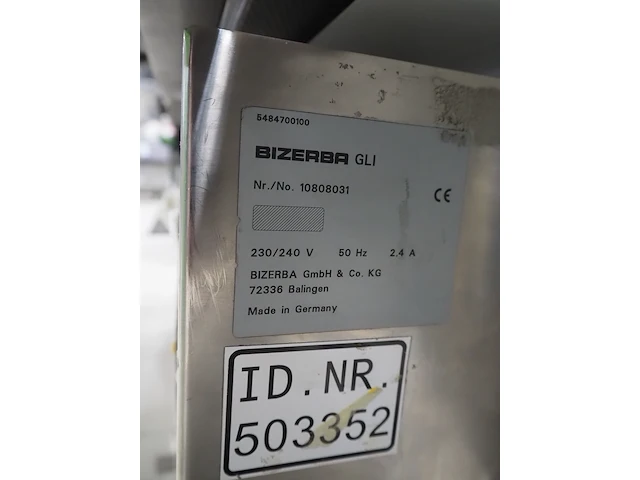 5484700100
BIZERBA GLI
Nr./No. 10808031
CE
230/240 V 50 Hz 2.4 A
BIZERBA GmbH & Co. KG
72336 Balingen
Made in Germany
ID.NR.
503352